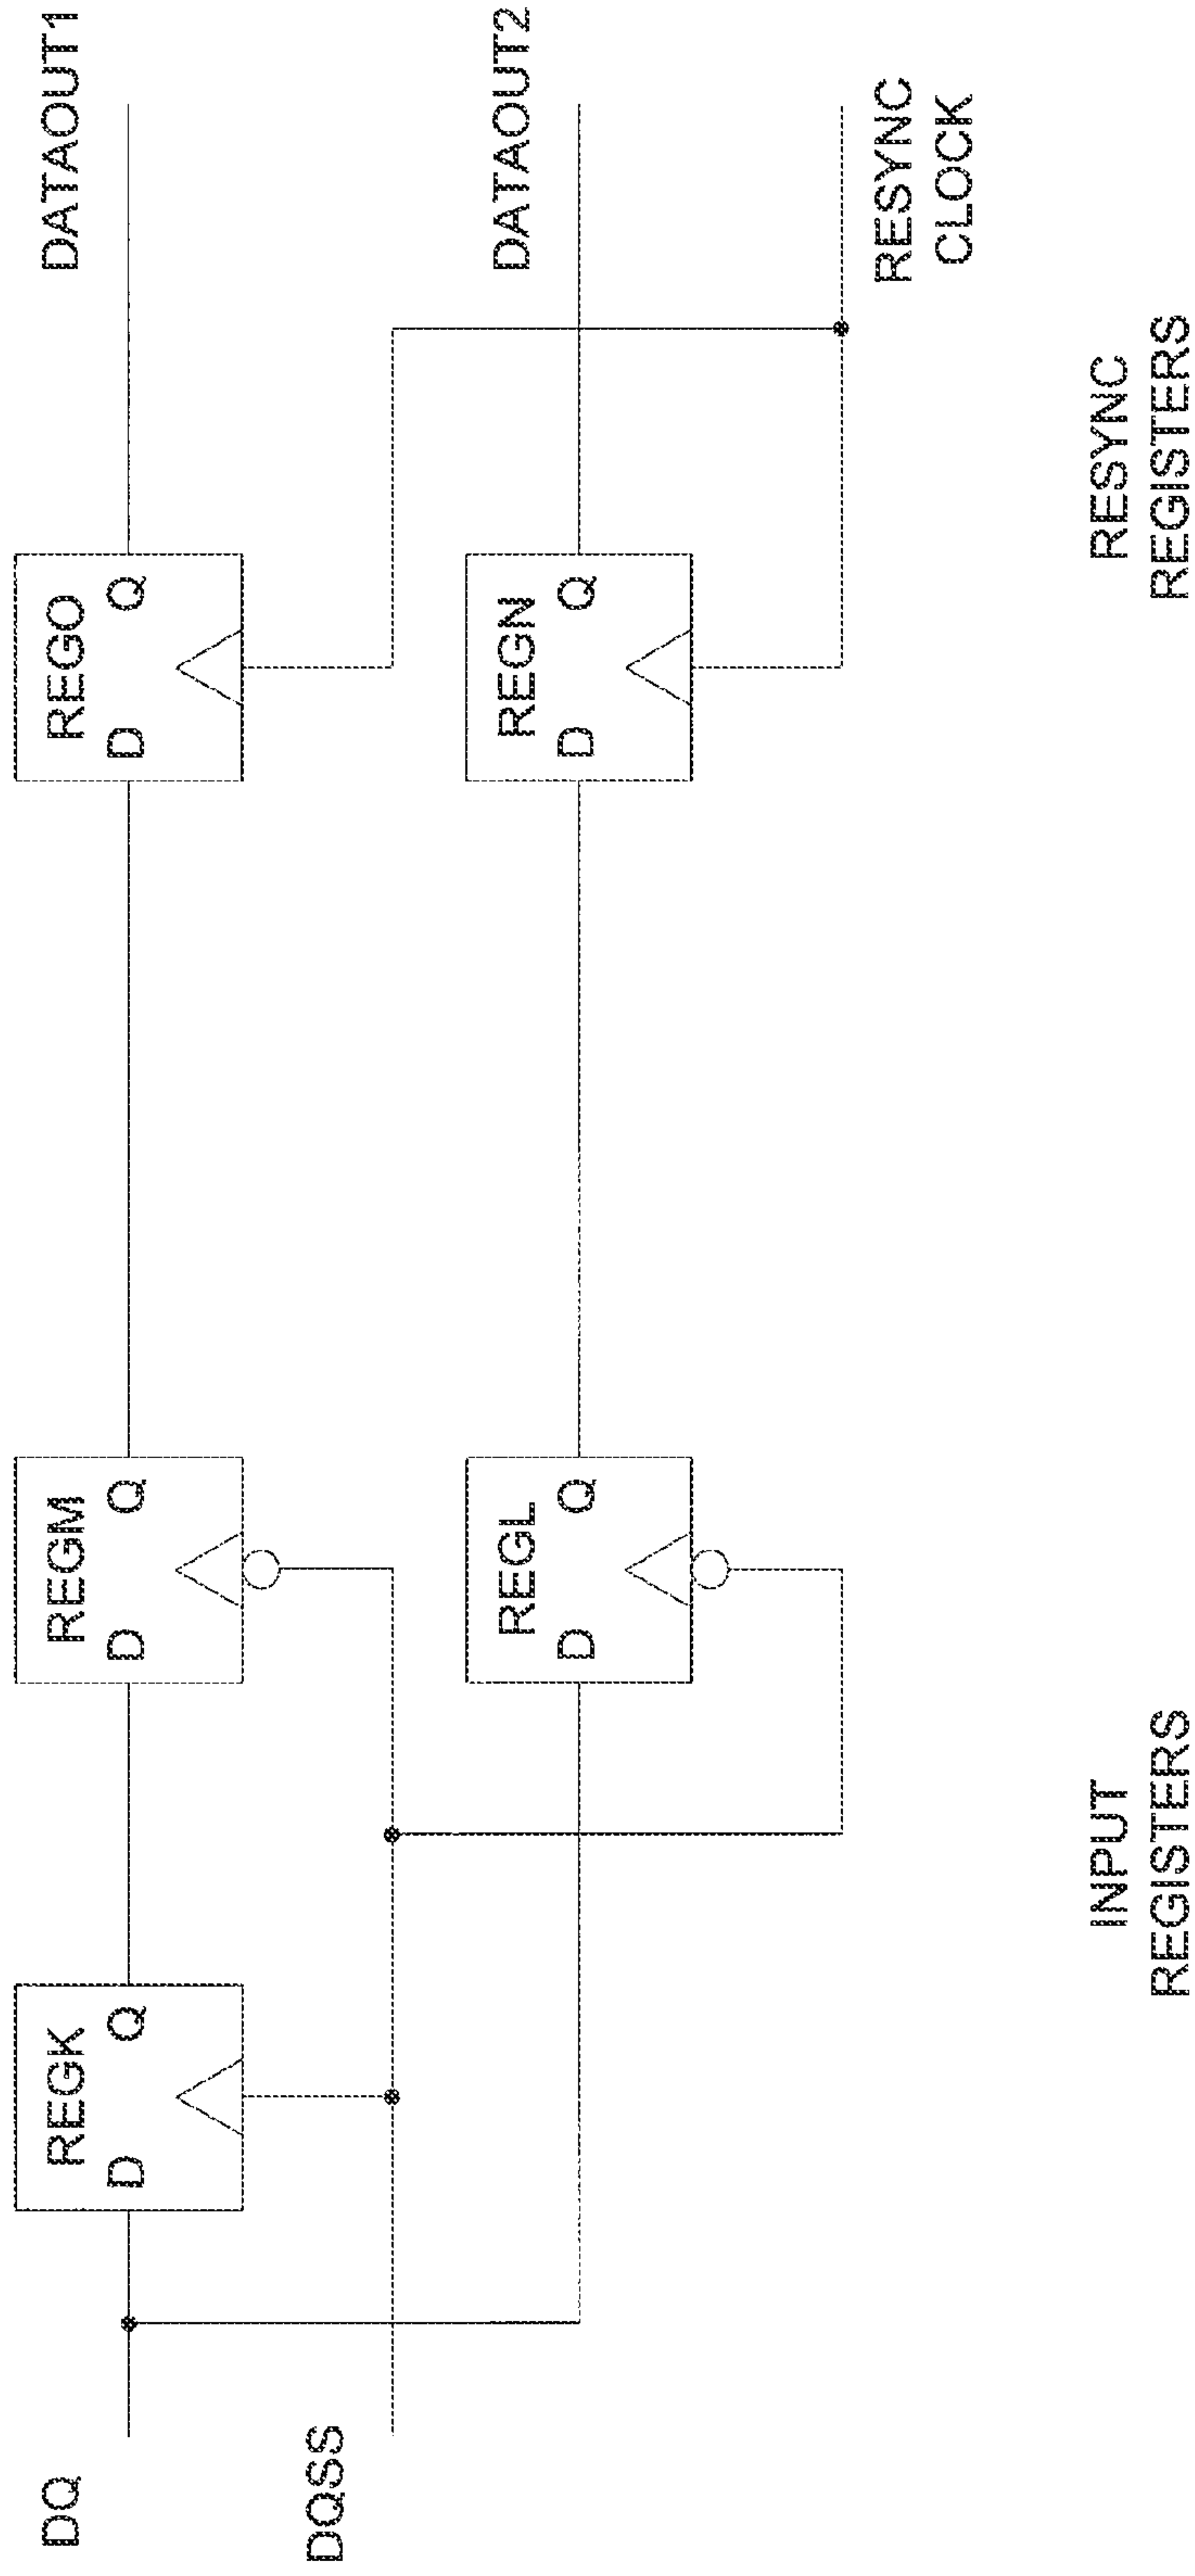 REGK
D Q
REGM
D Q
REGO
D Q
DATAOUT1
DQ
DQSS
REGL
D Q
REGN
D Q
DATAOUT2
RESYNC
CLOCK
INPUT
REGISTERS
RESYNC
REGISTERS